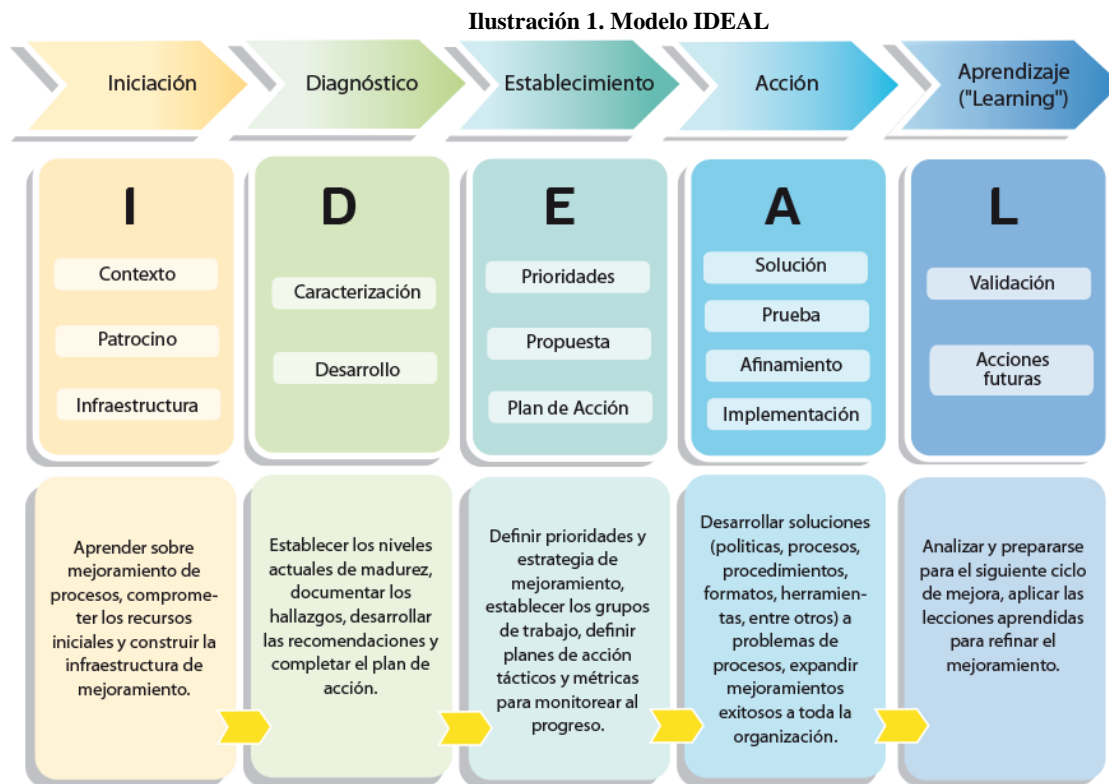 Ilustración 1. Modelo IDEAL
Iniciación
Diagnóstico
Establecimiento
Acción
Aprendizaje
("Learning")
I
Contexto
Patrocino
Infraestructura
D
Caracterización
Desarrollo
E
Prioridades
Propuesta
Plan de Acción
A
Solución
Prueba
Afinamiento
Implementación
L
Validación
Acciones
futuras
Aprender sobre
mejoramiento de
procesos, comprome-
ter los recursos
iniciales y construir la
infraestructura de
mejoramiento.
Establecer los niveles
actuales de madurez,
documentar los
hallazgos, desarrollar
las recomendaciones y
completar el plan de
acción.
Definir prioridades y
estrategia de
mejoramiento,
establecer los grupos
de trabajo, definir
planes de acción
tácticos y métricas
para monitorear al
progreso.
Desarrollar soluciones
(politicas, procesos,
procedimientos,
formatos, herramien-
tas, entre otros) a
problemas de
procesos, expandir
mejoramientos
exitosos a toda la
organización.
Analizar y prepararse
para el siguiente ciclo
de mejora, aplicar las
lecciones aprendidas
para refinar el
mejoramiento.